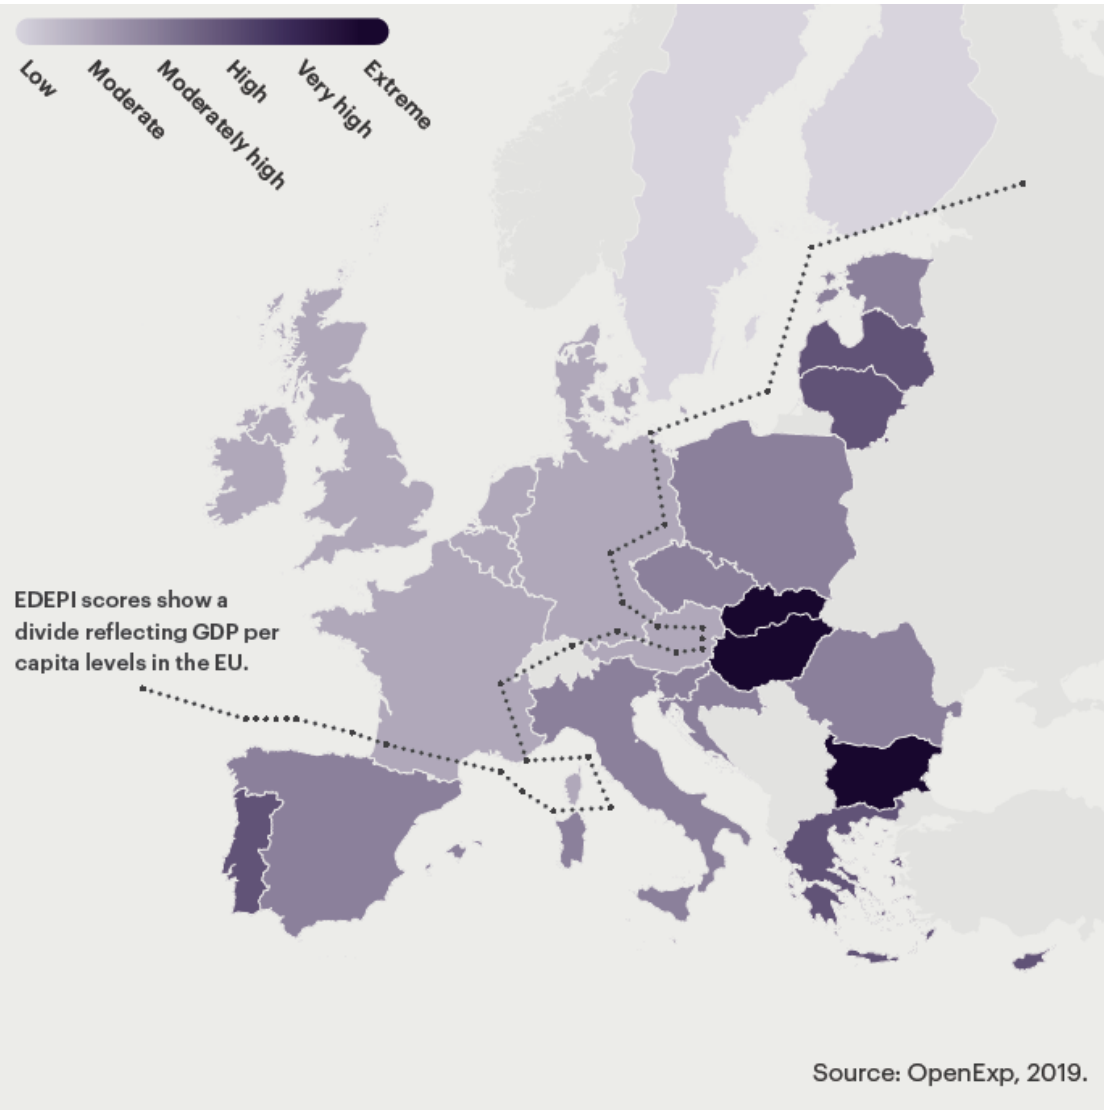 Low
Moderate
Moderately high
High
Very high
Extreme
EDEPI scores show a
divide reflecting GDP per
capita levels in the EU.
Source: OpenExp, 2019.